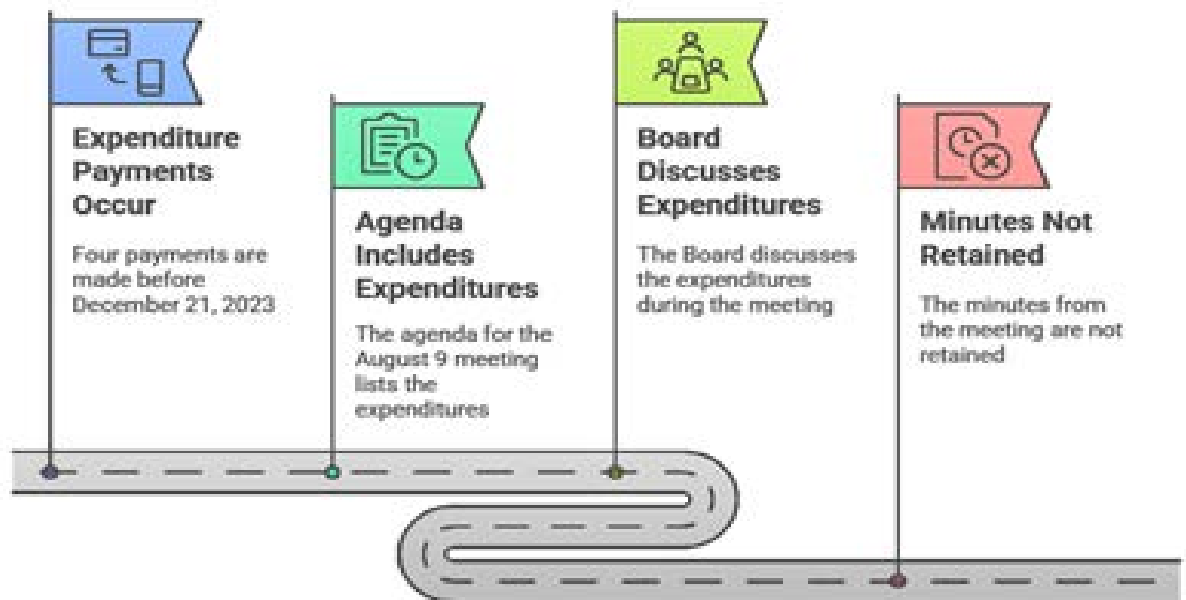 Expenditure
Payments
Occur
Four payments are
made before
December 21, 2023
Agenda
Includes
Expenditures
The agenda for the
August 9 meeting
lists the
expenditures
Board
Discusses
Expenditures
The Board discusses
the expenditures
during the meeting
Minutes Not
Retained
The minutes from
the meeting are not
retained